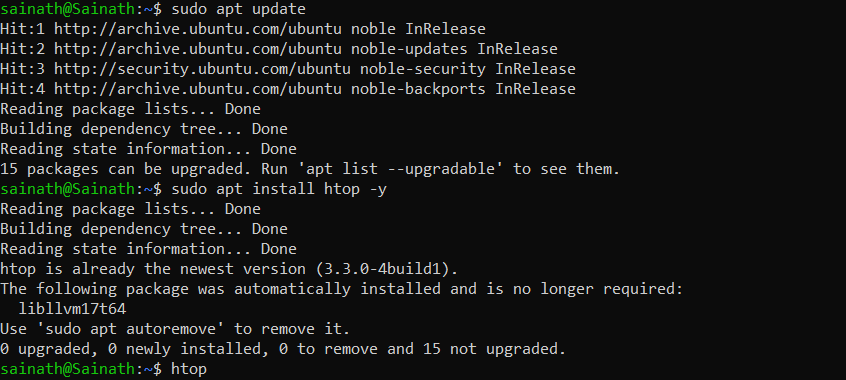 sainath@Sainath:~$ sudo apt update
Hit:1 http://archive.ubuntu.com/ubuntu noble InRelease
Hit:2 http://archive.ubuntu.com/ubuntu noble-updates InRelease
Hit:3 http://security.ubuntu.com/ubuntu noble-security InRelease
Hit:4 http://archive.ubuntu.com/ubuntu noble-backports InRelease
Reading package lists... Done
Building dependency tree... Done
Reading state information... Done
15 packages can be upgraded. Run 'apt list --upgradable' to see them.
sainath@Sainath:~$ sudo apt install htop -y
Reading package lists... Done
Building dependency tree... Done
Reading state information... Done
htop is already the newest version (3.3.0-4build1).
The following package was automatically installed and is no longer required:
  libllvm17t64
Use 'sudo apt autoremove' to remove it.
0 upgraded, 0 newly installed, 0 to remove and 15 not upgraded.
sainath@Sainath:~$ htop